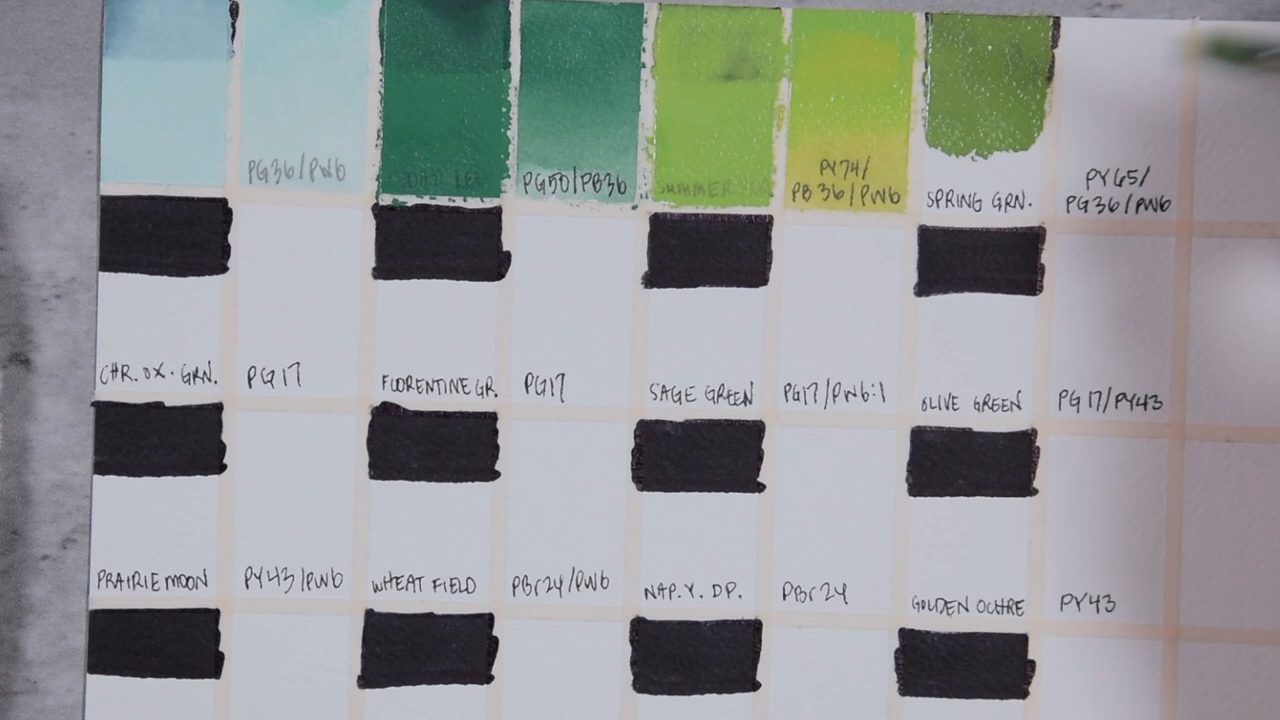 PG36/PW6
PG50/PB36
SUMMER
PY74/
PB36/PW6
SPRING GRN.
PY65/
PG36/PW6
CHR. OX. GRN.
PG17
FLORENTINE GR.
PG17
SAGE GREEN
PG17/PW6:1
OLIVE GREEN
PG17/PY43
PRAIRIE MOON
PY43/PW6
WHEAT FIELD
PBr24/PW6
NAP. Y. DP.
PBr24
GOLDEN OCHRE
PY43